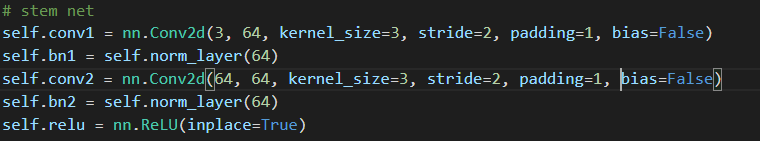 # stem net
self.conv1 = nn.Conv2d(3, 64, kernel_size=3, stride=2, padding=1, bias=False)
self.bn1 = self.norm_layer(64)
self.conv2 = nn.Conv2d(64, 64, kernel_size=3, stride=2, padding=1, bias=False)
self.bn2 = self.norm_layer(64)
self.relu = nn.ReLU(inplace=True)